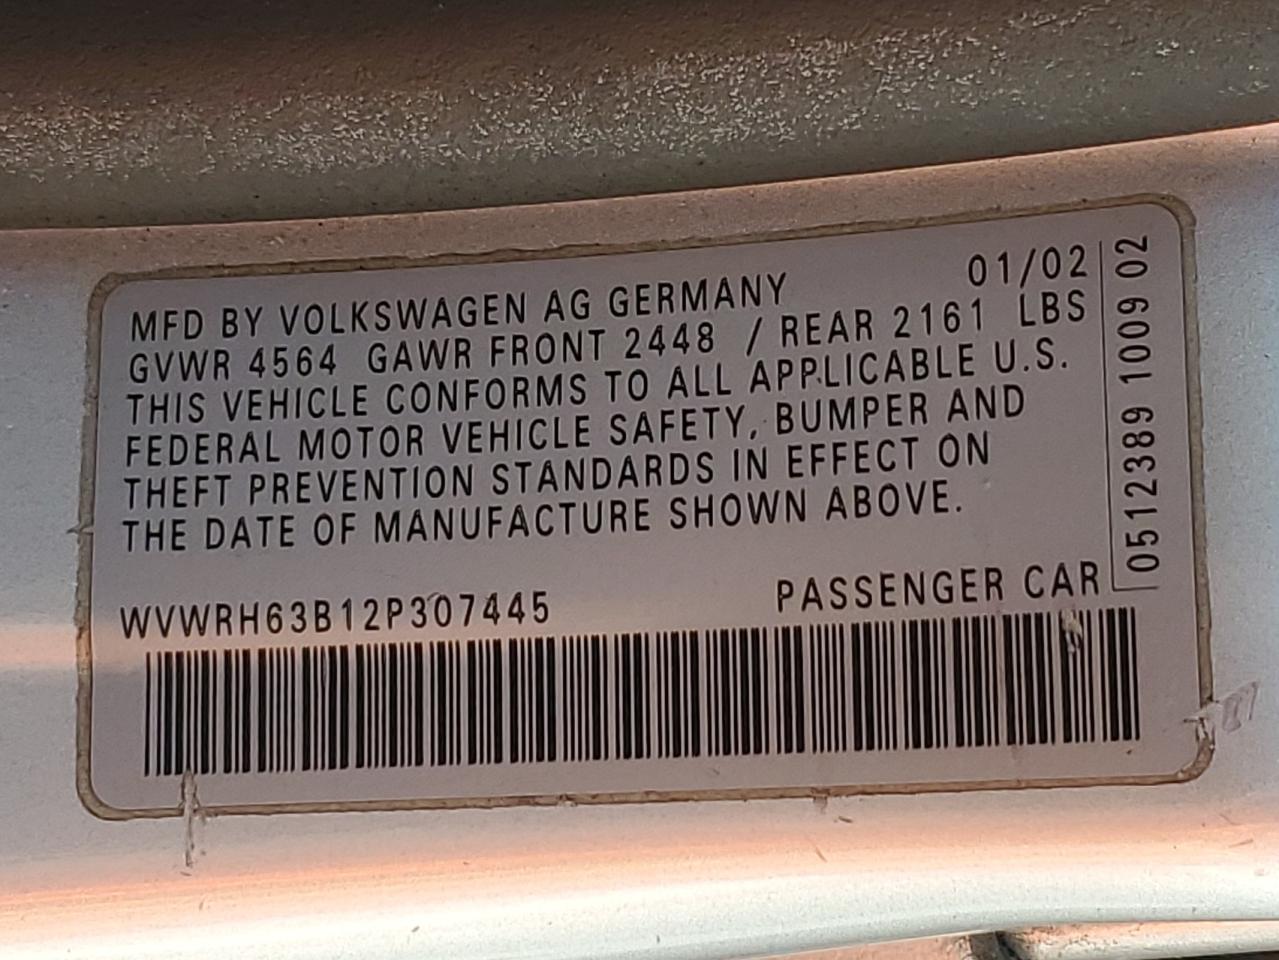 MFD BY VOLKSWAGEN AG GERMANY 01/02
GVWR 4564 GAWR FRONT 2448 / REAR 2161 LBS
THIS VEHICLE CONFORMS TO ALL APPLICABLE U.S.
FEDERAL MOTOR VEHICLE SAFETY, BUMPER AND
THEFT PREVENTION STANDARDS IN EFFECT ON
THE DATE OF MANUFACTURE SHOWN ABOVE.
WVWRH63B12P307445 PASSENGER CAR
0512389 1009 02